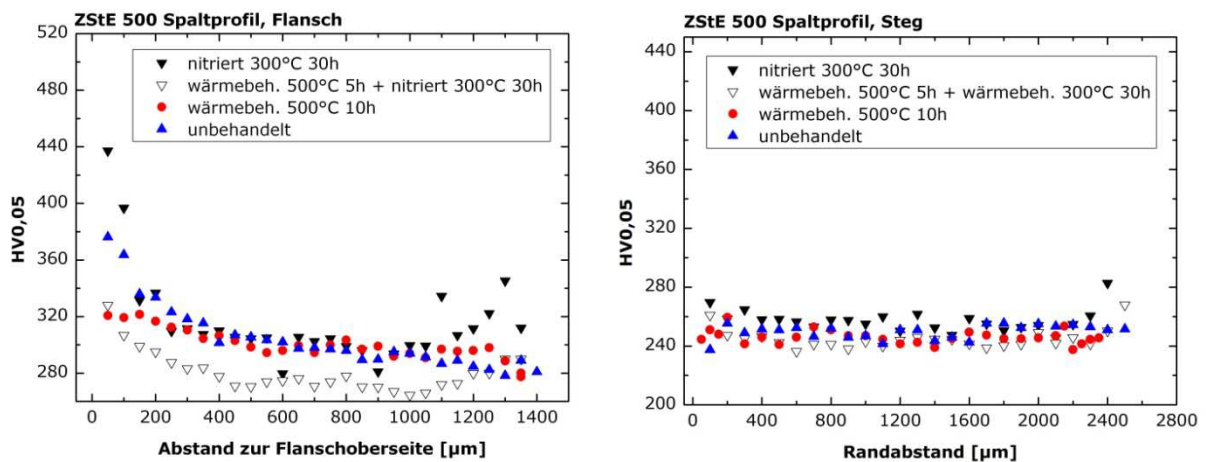 ZStE 500 Spaltprofil, Flansch
520
480
440
400
360
320
280
HV0,05
nitriert 300°C 30h
wärmebeh. 500°C 5h + nitriert 300°C 30h
wärmebeh. 500°C 10h
unbehandelt
0 200 400 600 800 1000 1200 1400
Abstand zur Flanschoberseite [µm]
ZStE 500 Spaltprofil, Steg
440
400
360
320
280
240
200
HV0,05
nitriert 300°C 30h
wärmebeh. 500°C 5h + wärmebeh. 300°C 30h
wärmebeh. 500°C 10h
unbehandelt
0 400 800 1200 1600 2000 2400 2800
Randabstand [µm]